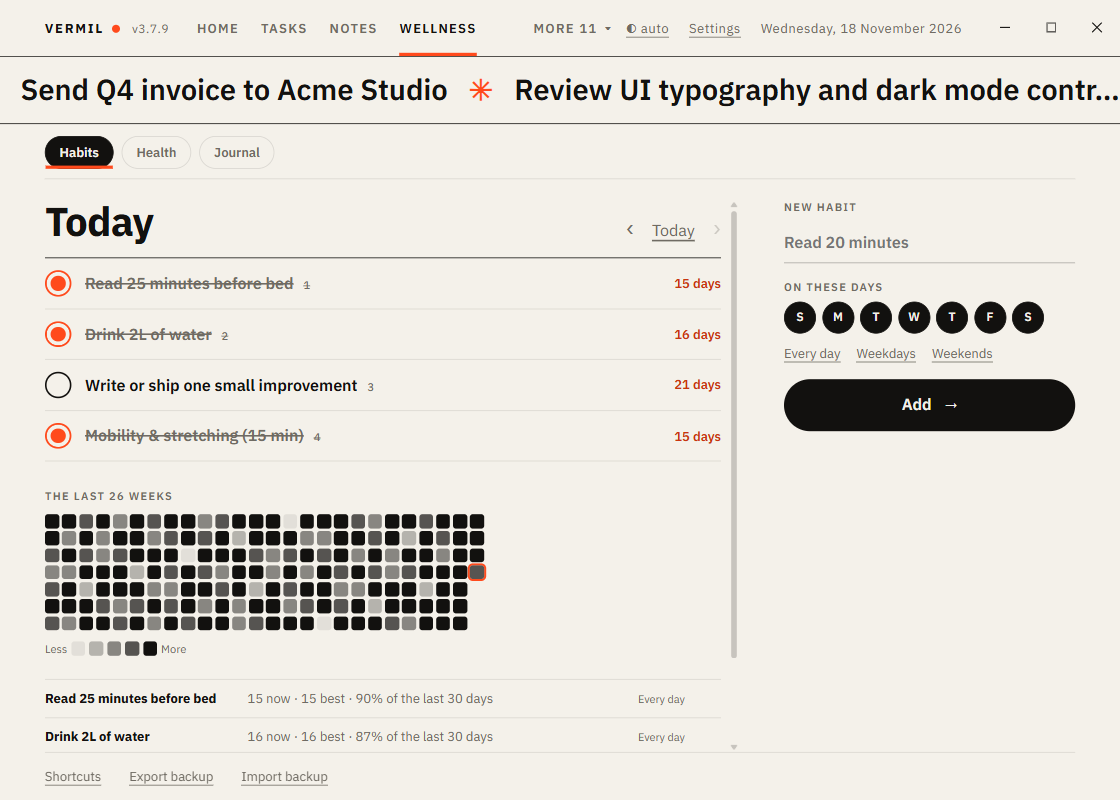 VERMIL v3.7.9 HOME TASKS NOTES WELLNESS MORE 11 auto Settings Wednesday, 18 November 2026
Send Q4 invoice to Acme Studio ✳ Review UI typography and dark mode contr...
Habits Health Journal
Today
‹ Today ›
Read 25 minutes before bed 1 15 days
Drink 2L of water 2 16 days
Write or ship one small improvement 3 21 days
Mobility & stretching (15 min) 4 15 days
THE LAST 26 WEEKS
Less More
Read 25 minutes before bed 15 now · 15 best · 90% of the last 30 days Every day
Drink 2L of water 16 now · 16 best · 87% of the last 30 days Every day
NEW HABIT
Read 20 minutes
ON THESE DAYS
S M T W T F S
Every day Weekdays Weekends
Add →
Shortcuts Export backup Import backup